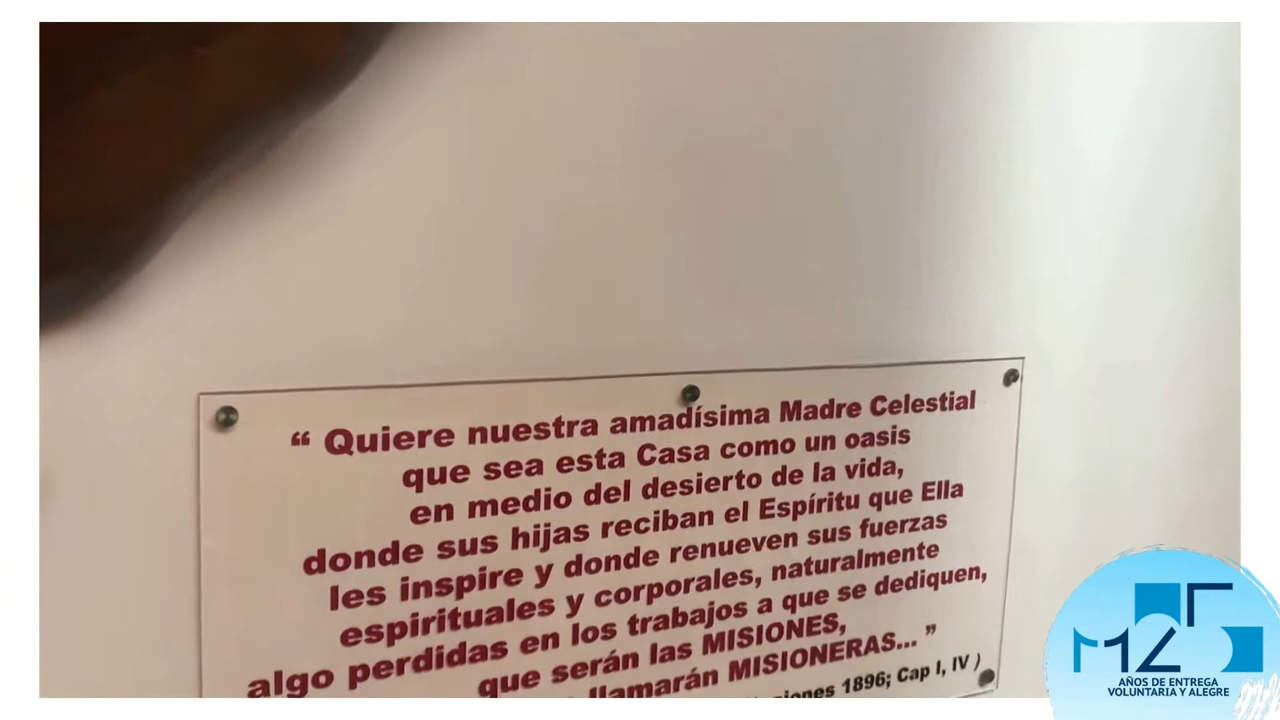 “ Quiere nuestra amadísima Madre Celestial
que sea esta Casa como un oasis
en medio del desierto de la vida,
donde sus hijas reciban el Espíritu que Ella
les inspire y donde renueven sus fuerzas
espirituales y corporales, naturalmente
algo perdidas en los trabajos a que se dediquen,
que serán las MISIONES,
llamarán MISIONERAS... ”
1896; Cap I, IV )
125
AÑOS DE ENTREGA
VOLUNTARIA Y ALEGRE